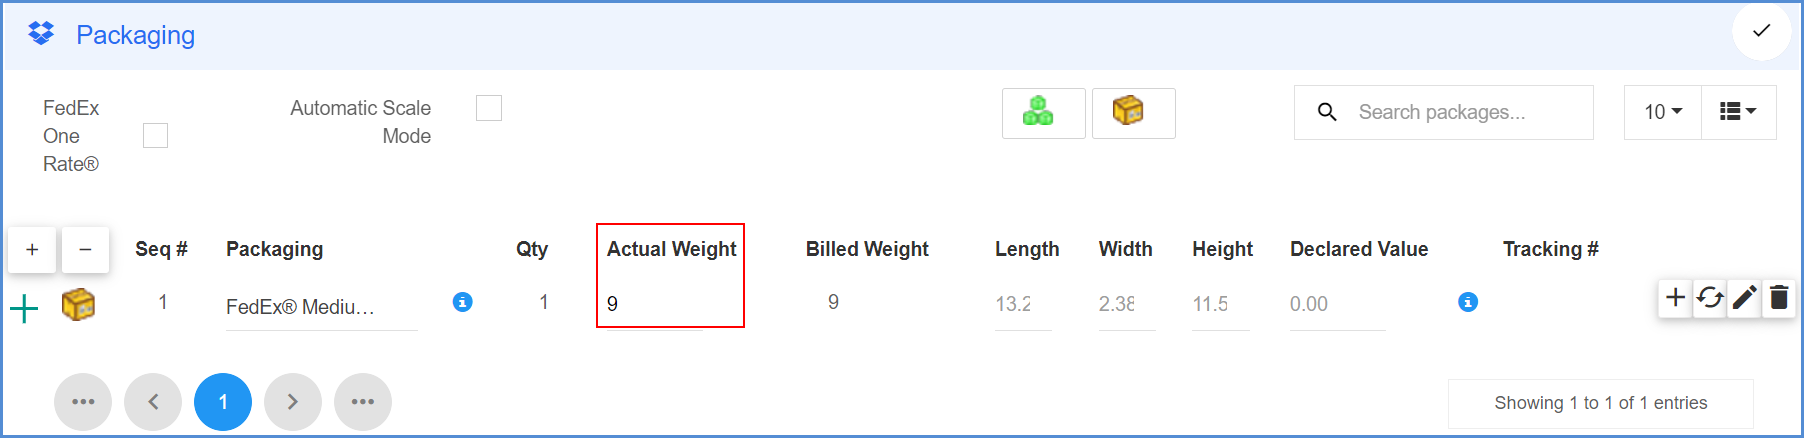 Packaging
FedEx
One
Rate®
Automatic Scale
Mode
Search packages...
10
+ − Seq # Packaging Qty Actual Weight Billed Weight Length Width Height Declared Value Tracking #
1 FedEx® Mediu... 1 9 9 13.2 2.38 11.5 0.00
1
Showing 1 to 1 of 1 entries